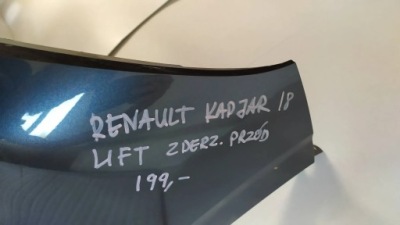 RENAULT KADJAR 18
LIFT ZDERZ. PRZÓD
199,-